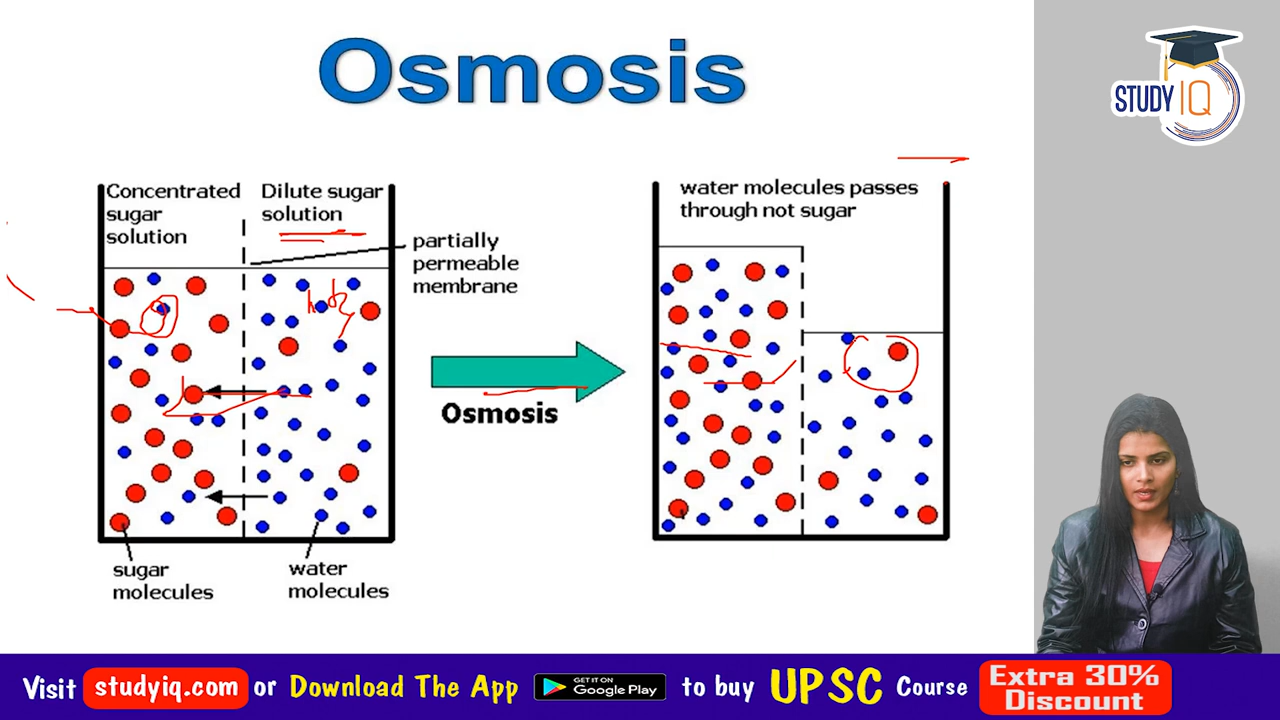 Osmosis
STUDY IQ
Concentrated
sugar
solution
Dilute sugar
solution
partially
permeable
membrane
water molecules passes
through not sugar
Osmosis
sugar
molecules
water
molecules
Visit studyiq.com or Download The App GET IT ON Google Play to buy UPSC Course Extra 30% Discount